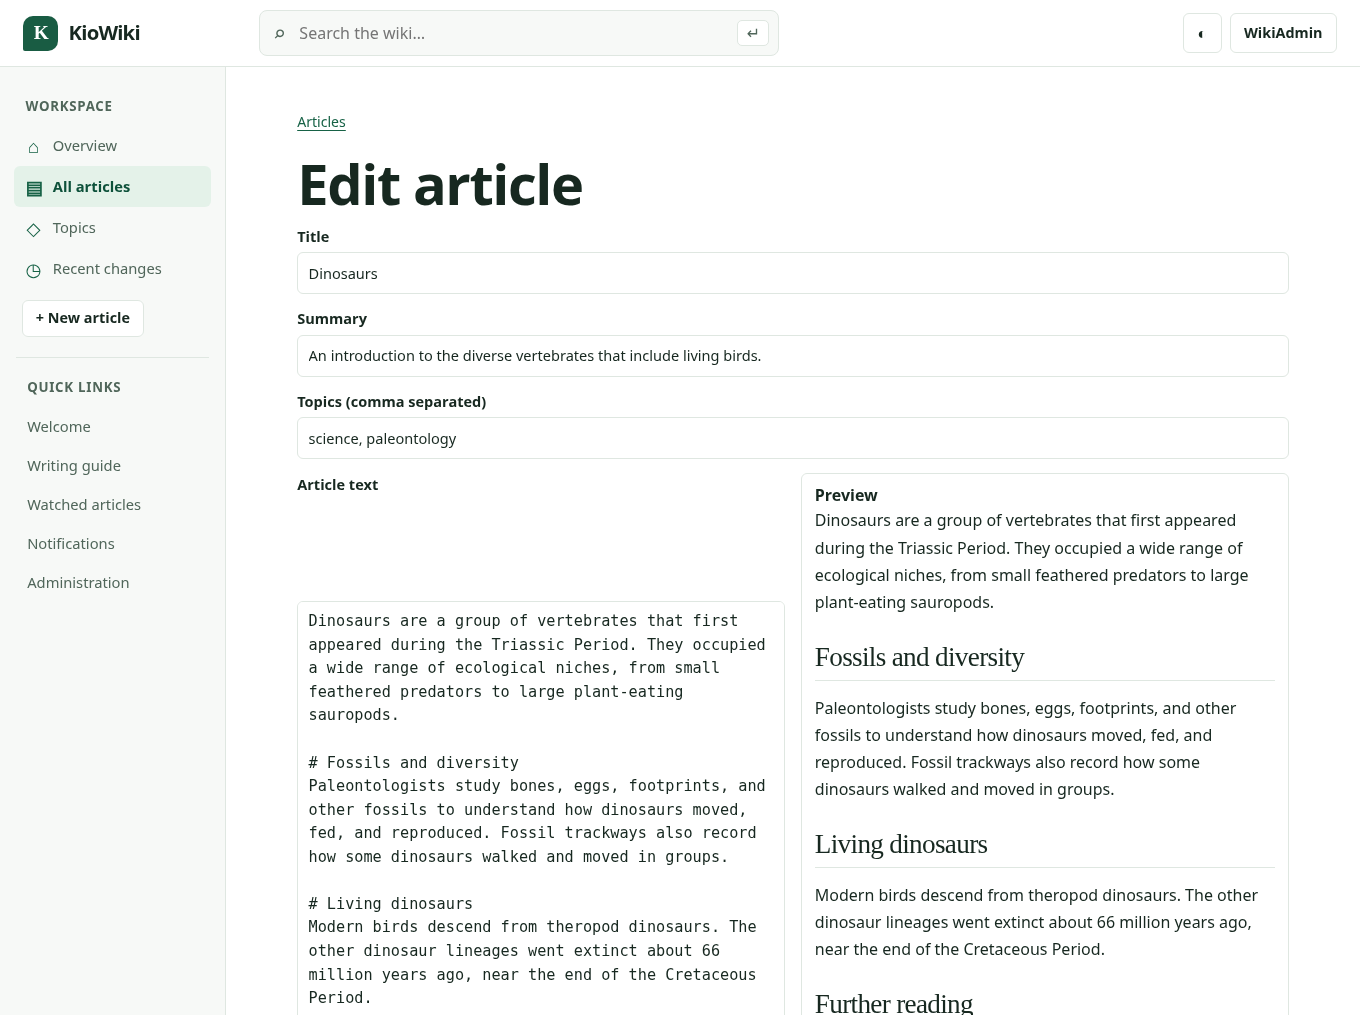 K KioWiki
Search the wiki...
WikiAdmin
WORKSPACE
Overview
All articles
Topics
Recent changes
+ New article
QUICK LINKS
Welcome
Writing guide
Watched articles
Notifications
Administration
Articles
Edit article
Title
Dinosaurs
Summary
An introduction to the diverse vertebrates that include living birds.
Topics (comma separated)
science, paleontology
Article text
Dinosaurs are a group of vertebrates that first
appeared during the Triassic Period. They occupied
a wide range of ecological niches, from small
feathered predators to large plant-eating
sauropods.
# Fossils and diversity
Paleontologists study bones, eggs, footprints, and
other fossils to understand how dinosaurs moved,
fed, and reproduced. Fossil trackways also record
how some dinosaurs walked and moved in groups.
# Living dinosaurs
Modern birds descend from theropod dinosaurs. The
other dinosaur lineages went extinct about 66
million years ago, near the end of the Cretaceous
Period.
Preview
Dinosaurs are a group of vertebrates that first appeared
during the Triassic Period. They occupied a wide range of
ecological niches, from small feathered predators to large
plant-eating sauropods.
Fossils and diversity
Paleontologists study bones, eggs, footprints, and other
fossils to understand how dinosaurs moved, fed, and
reproduced. Fossil trackways also record how some
dinosaurs walked and moved in groups.
Living dinosaurs
Modern birds descend from theropod dinosaurs. The other
dinosaur lineages went extinct about 66 million years ago,
near the end of the Cretaceous Period.
Further reading